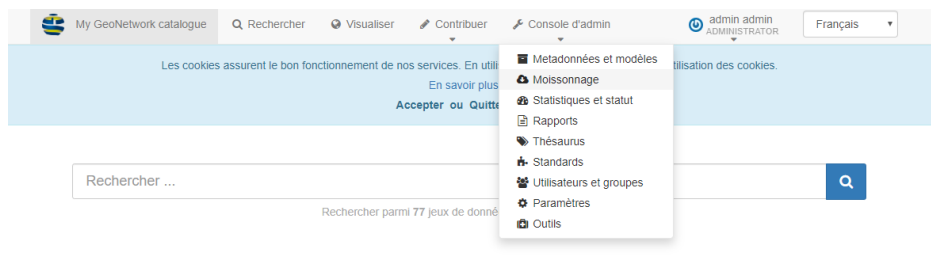 My GeoNetwork catalogue Rechercher Visualiser Contribuer Console d'admin admin admin ADMINISTRATOR Français
Les cookies assurent le bon fonctionnement de nos services. En utili tilisation des cookies.
En savoir plus
Accepter ou Quitte
Metadonnées et modèles
Moissonnage
Statistiques et statut
Rapports
Thésaurus
Standards
Utilisateurs et groupes
Paramètres
Outils
Rechercher ...
Rechercher parmi 77 jeux de donné